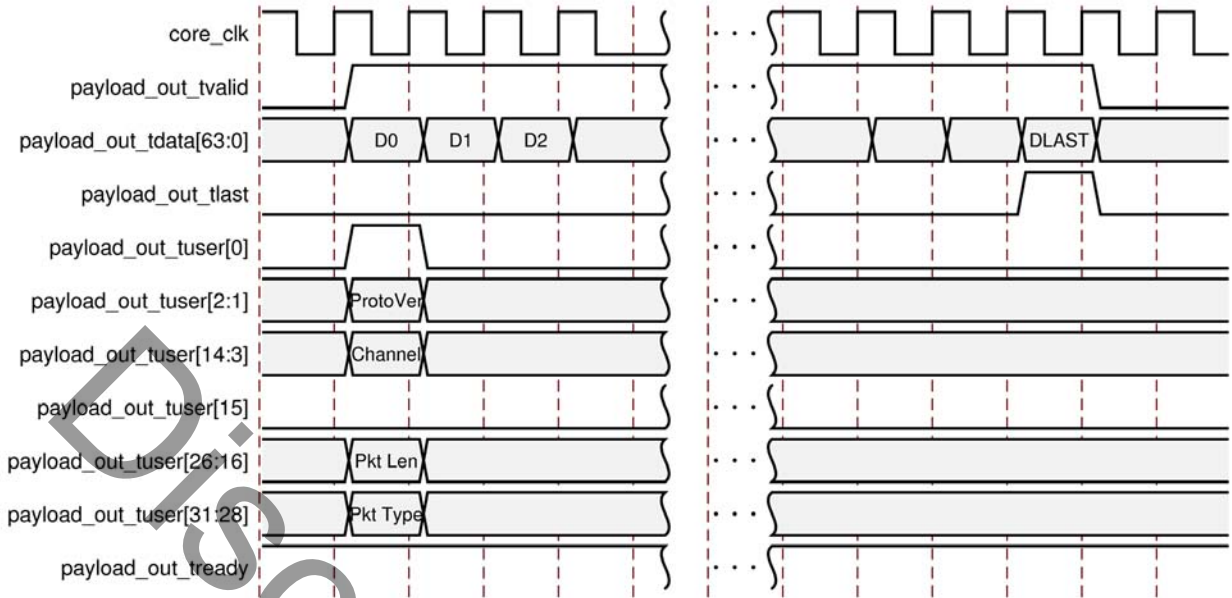 core_clk
payload_out_tvalid
payload_out_tdata[63:0] D0 D1 D2 DLAST
payload_out_tlast
payload_out_tuser[0]
payload_out_tuser[2:1] ProtoVer
payload_out_tuser[14:3] Channel
payload_out_tuser[15]
payload_out_tuser[26:16] Pkt Len
payload_out_tuser[31:28] Pkt Type
payload_out_tready